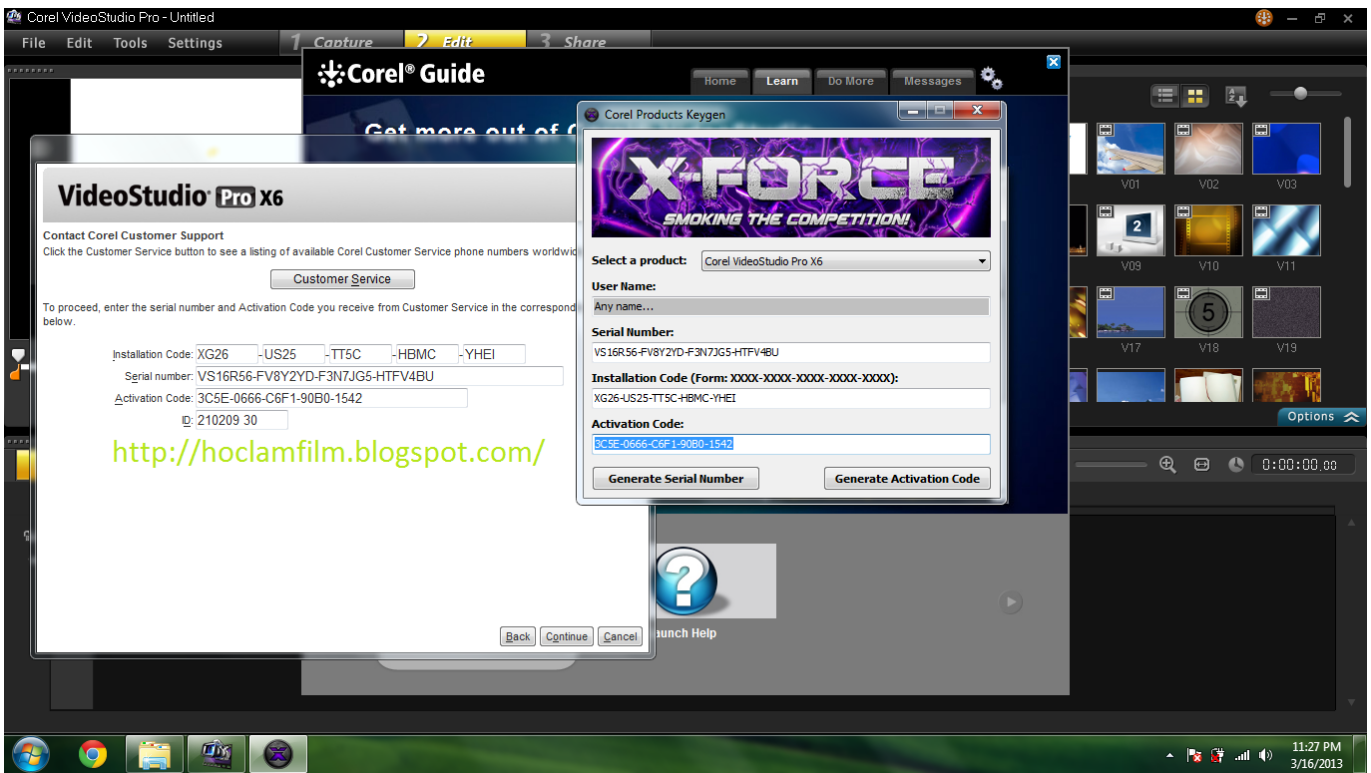 Corel VideoStudio Pro - Untitled
File Edit Tools Settings
1 Capture 2 Edit 3 Share
Corel® Guide
Home Learn Do More Messages
Get more out of
VideoStudio Pro X6
Contact Corel Customer Support
Click the Customer Service button to see a listing of available Corel Customer Service phone numbers
Customer Service
To proceed, enter the serial number and Activation Code you receive from Customer Service in the
below.
Installation Code: XG26 -US25 -TT5C -HBMC -YHEI
Serial number: VS16R56-FV8Y2YD-F3N7JG5-HTFV4BU
Activation Code: 3C5E-0666-C6F1-90B0-1542
ID: 210209 30
http://hoclamfilm.blogspot.com/
Back Continue Cancel
Corel Products Keygen
X-FORCE
SMOKING THE COMPETITION!
Select a product: Corel VideoStudio Pro X6
User Name:
Any name...
Serial Number:
VS16R56-FV8Y2YD-F3N7JG5-HTFV4BU
Installation Code (Form: XXXX-XXXX-XXXX-XXXX-XXXX):
XG26-US25-TT5C-HBMC-YHEI
Activation Code:
3C5E-0666-C6F1-90B0-1542
Generate Serial Number Generate Activation Code
V01 V02 V03
2
V09 V10 V11
5
V17 V18 V19
Options
0:00:00.00
Help
11:27 PM
3/16/2013